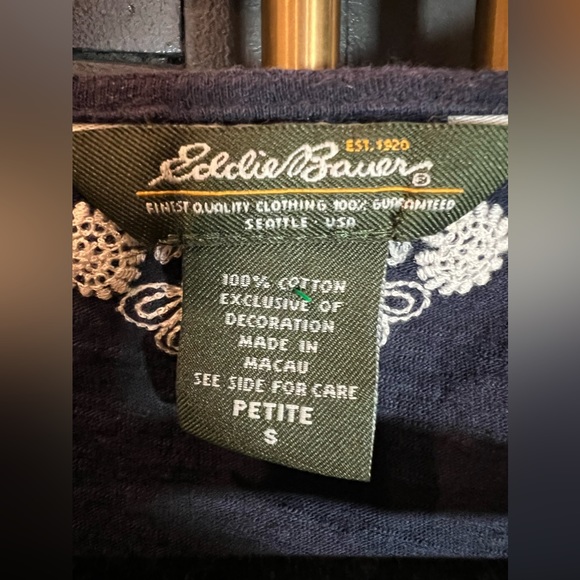 EST. 1920
Eddie Bauer®
FINEST QUALITY CLOTHING 100% GUARANTEED
SEATTLE · USA
100% COTTON
EXCLUSIVE OF
DECORATION
MADE IN
MACAU
SEE SIDE FOR CARE
PETITE
S